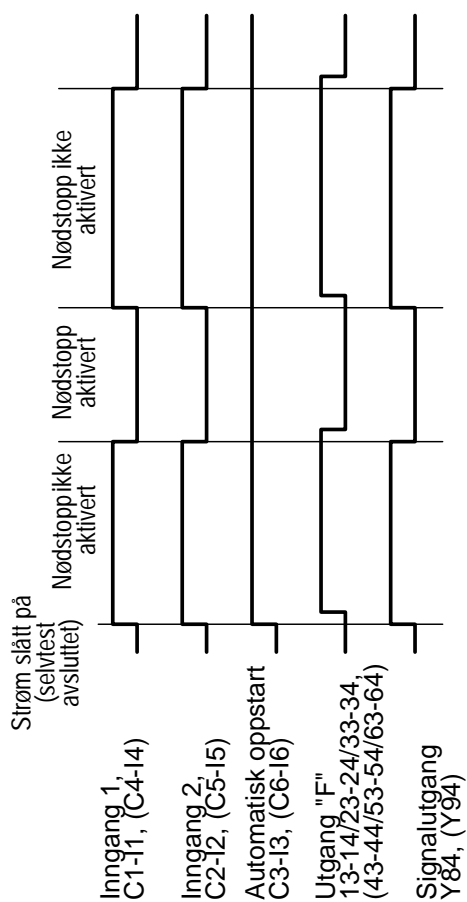 Strøm slått på
(selvtest
avsluttet)
Nødstopp ikke
aktivert
Nødstopp
aktivert
Nødstopp ikke
aktivert
Inngang 1,
C1-I1, (C4-I4)
Inngang 2,
C2-I2, (C5-I5)
Automatisk oppstart
C3-I3, (C6-I6)
Utgang "F"
13-14/23-24/33-34,
(43-44/53-54/63-64)
Signalutgang
Y84, (Y94)